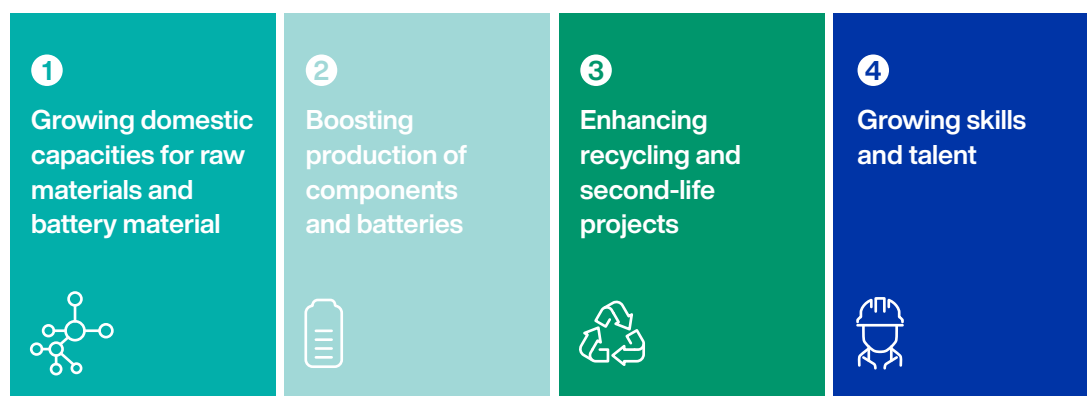 1
Growing domestic
capacities for raw
materials and
battery material
2
Boosting
production of
components
and batteries
3
Enhancing
recycling and
second-life
projects
4
Growing skills
and talent